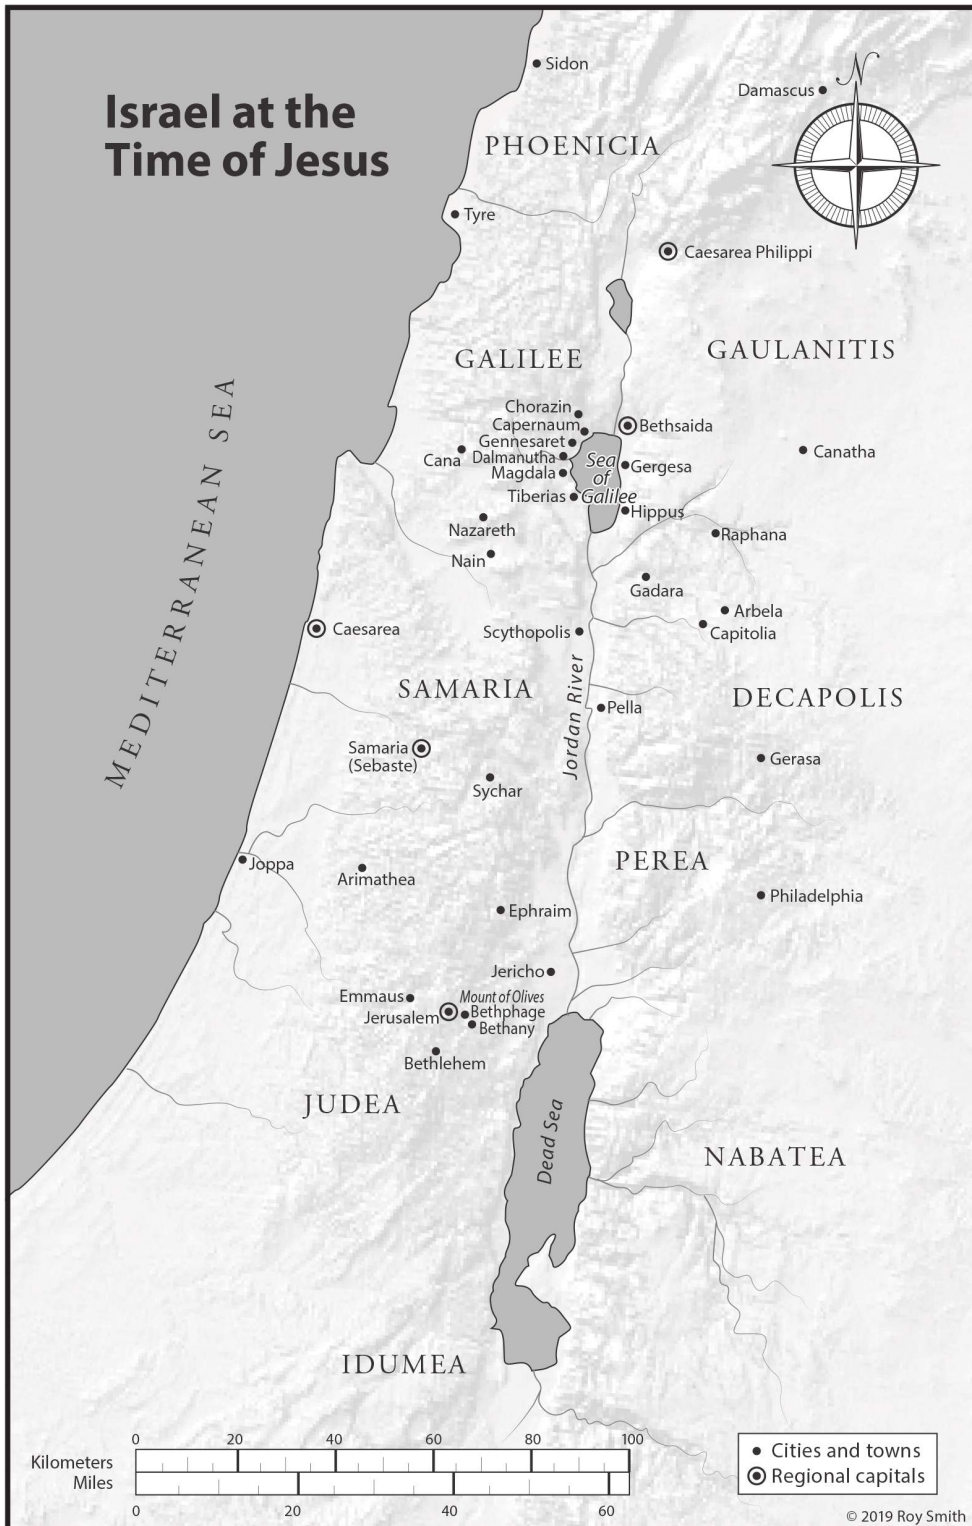 Israel at the
Time of Jesus
Sidon
Damascus
N
PHOENICIA
Tyre
Caesarea Philippi
GALILEE
GAULANITIS
Chorazin
Capernaum
Bethsaida
Gennesaret
Cana
Dalmanutha
Magdala
Sea
of
Galilee
Gergesa
Canatha
Tiberias
Hippus
Nazareth
Raphana
Nain
Gadara
Arbela
Capitolia
MEDITERRANEAN SEA
Caesarea
Scythopolis
SAMARIA
Jordan River
DECAPOLIS
Pella
Samaria
(Sebaste)
Gerasa
Sychar
Joppa
Arimathea
PEREA
Philadelphia
Ephraim
Jericho
Emmaus
Mount of Olives
Jerusalem
Bethphage
Bethany
Bethlehem
JUDEA
Dead Sea
NABATEA
IDUMEA
0 20 40 60 80 100
Kilometers
Miles
0 20 40 60
Cities and towns
Regional capitals
© 2019 Roy Smith